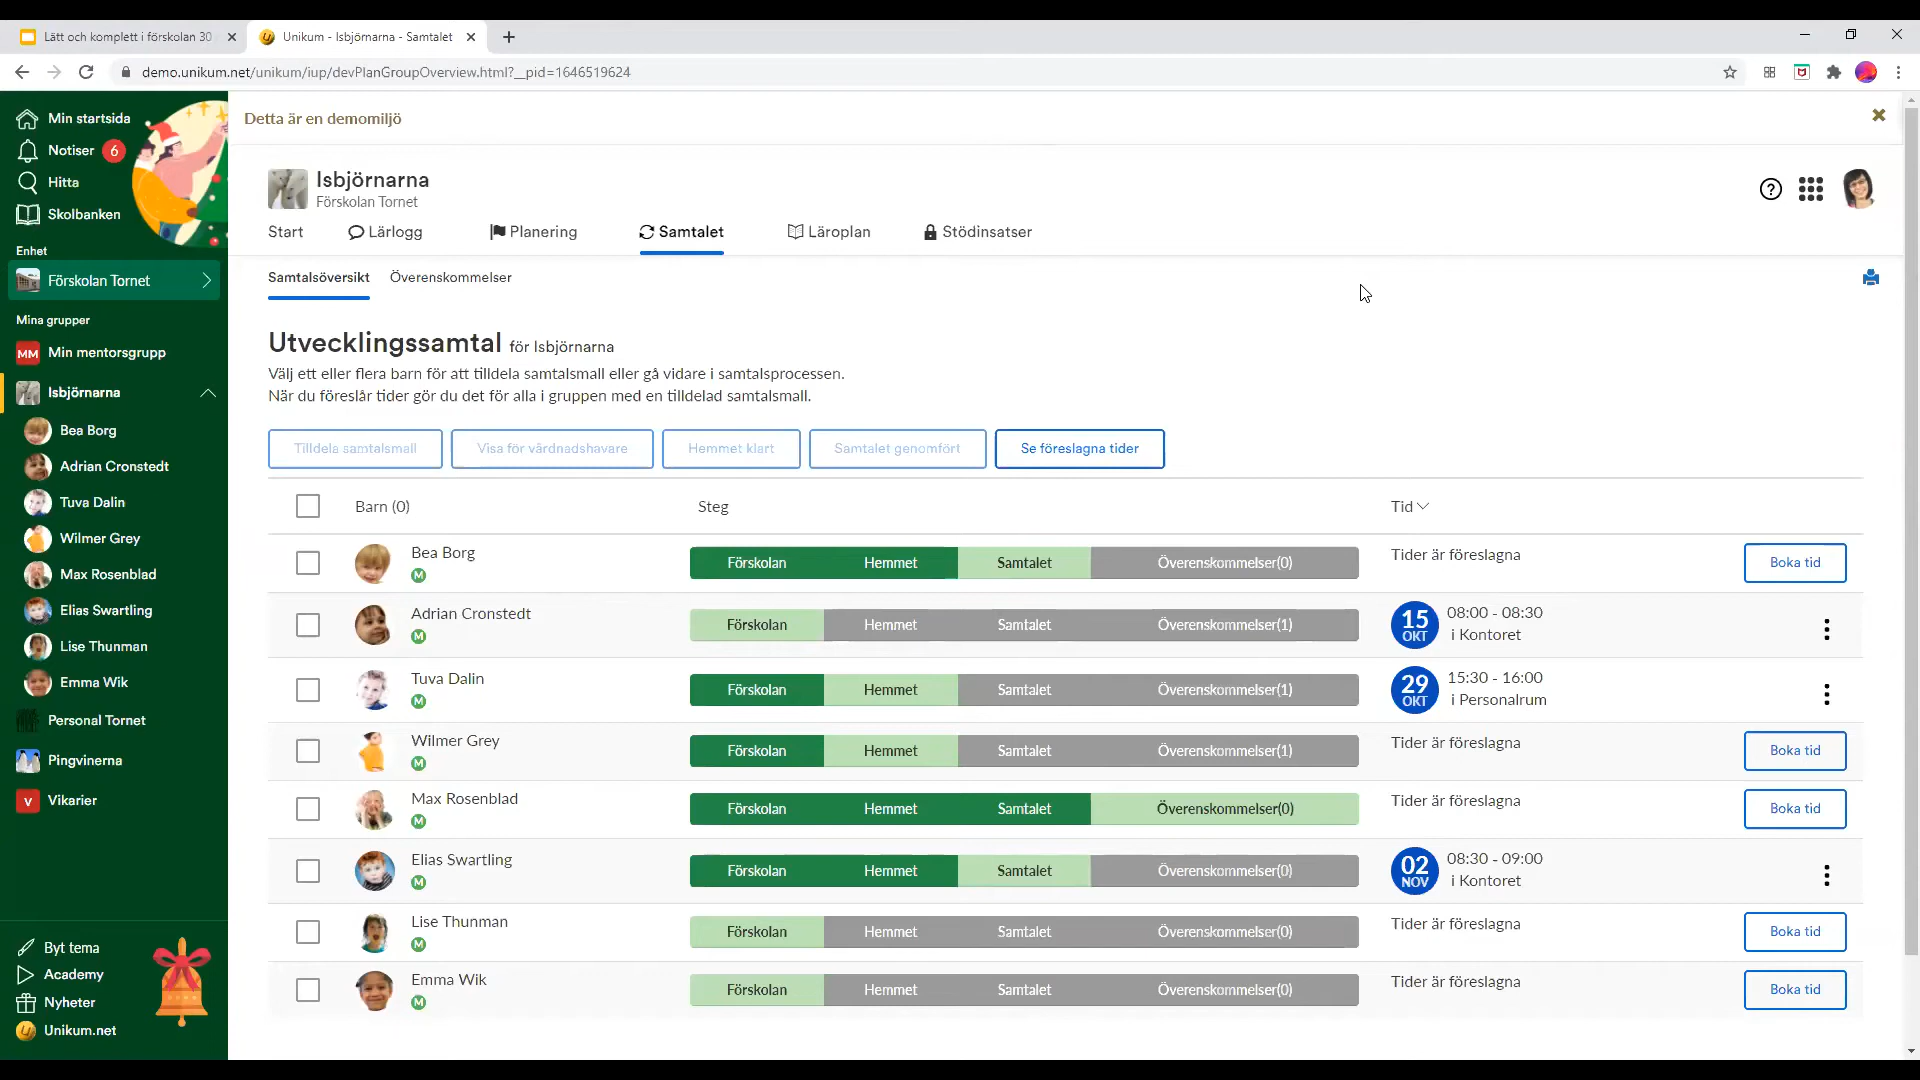 Lätt och komplett i förskolan 30
Unikum - Isbjörnarna - Samtalet
demo.unikum.net/unikum/iup/devPlanGroupOverview.html?__pid=1646519624
Min startsida
Notiser 6
Hitta
Skolbanken
Enhet
Förskolan Tornet
Mina grupper
MM Min mentorsgrupp
Isbjörnarna
Bea Borg
Adrian Cronstedt
Tuva Dalin
Wilmer Grey
Max Rosenblad
Elias Swartling
Lise Thunman
Emma Wik
Personal Tornet
Pingvinerna
V Vikarier
Byt tema
Academy
Nyheter
Unikum.net
Detta är en demomiljö
Isbjörnarna
Förskolan Tornet
Start Lärlogg Planering Samtalet Läroplan Stödinsatser
Samtalsöversikt Överenskommelser
Utvecklingssamtal för Isbjörnarna
Välj ett eller flera barn för att tilldela samtalsmall eller gå vidare i samtalsprocessen.
När du föreslår tider gör du det för alla i gruppen med en tilldelad samtalsmall.
Tilldela samtalsmall Visa för vårdnadshavare Hemmet klart Samtalet genomfört Se föreslagna tider
Barn (0) Steg Tid
Bea Borg
M
Förskolan Hemmet Samtalet Överenskommelser(0)
Tider är föreslagna
Boka tid
Adrian Cronstedt
M
Förskolan Hemmet Samtalet Överenskommelser(1)
15 OKT
08:00 - 08:30
i Kontoret
Tuva Dalin
M
Förskolan Hemmet Samtalet Överenskommelser(1)
29 OKT
15:30 - 16:00
i Personalrum
Wilmer Grey
M
Förskolan Hemmet Samtalet Överenskommelser(1)
Tider är föreslagna
Boka tid
Max Rosenblad
M
Förskolan Hemmet Samtalet Överenskommelser(0)
Tider är föreslagna
Boka tid
Elias Swartling
M
Förskolan Hemmet Samtalet Överenskommelser(0)
02 NOV
08:30 - 09:00
i Kontoret
Lise Thunman
M
Förskolan Hemmet Samtalet Överenskommelser(0)
Tider är föreslagna
Boka tid
Emma Wik
M
Förskolan Hemmet Samtalet Överenskommelser(0)
Tider är föreslagna
Boka tid